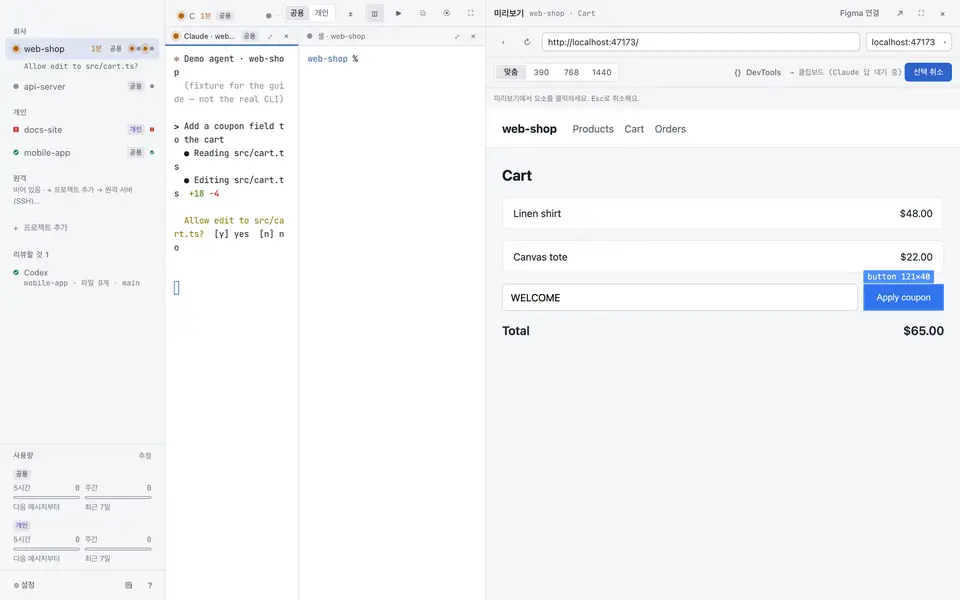 회사
web-shop 1분 공용
Allow edit to src/cart.ts?
api-server 공용
개인
docs-site 개인
mobile-app 공용
원격
비어 있음 · + 프로젝트 추가 → 원격 서버
(SSH)...
+ 프로젝트 추가
리뷰할 것 1
Codex
mobile-app · 파일 0개 · main
사용량 추정
공용
5시간 0 주간 0
다음 메시지부터 최근 7일
개인
5시간 0 주간 0
다음 메시지부터 최근 7일
설정 ?
C 1분 공용
공용 개인
Claude · web... 공용
셸 · web-shop
✻ Demo agent · web-sho
p
(fixture for the gui
de — not the real CLI)
> Add a coupon field t
o the cart
● Reading src/cart.t
s
● Editing src/cart.t
s +18 -4
Allow edit to src/ca
rt.ts? [y] yes [n] n
o
web-shop %
미리보기 web-shop · Cart Figma 연결
http://localhost:47173/ localhost:47173
맞춤 390 768 1440
{} DevTools → 클립보드 (Claude 답 대기 중) 선택 취소
미리보기에서 요소를 클릭하세요. Esc로 취소해요.
web-shop Products Cart Orders
Cart
Linen shirt $48.00
Canvas tote $22.00
button 121×40
WELCOME Apply coupon
Total $65.00